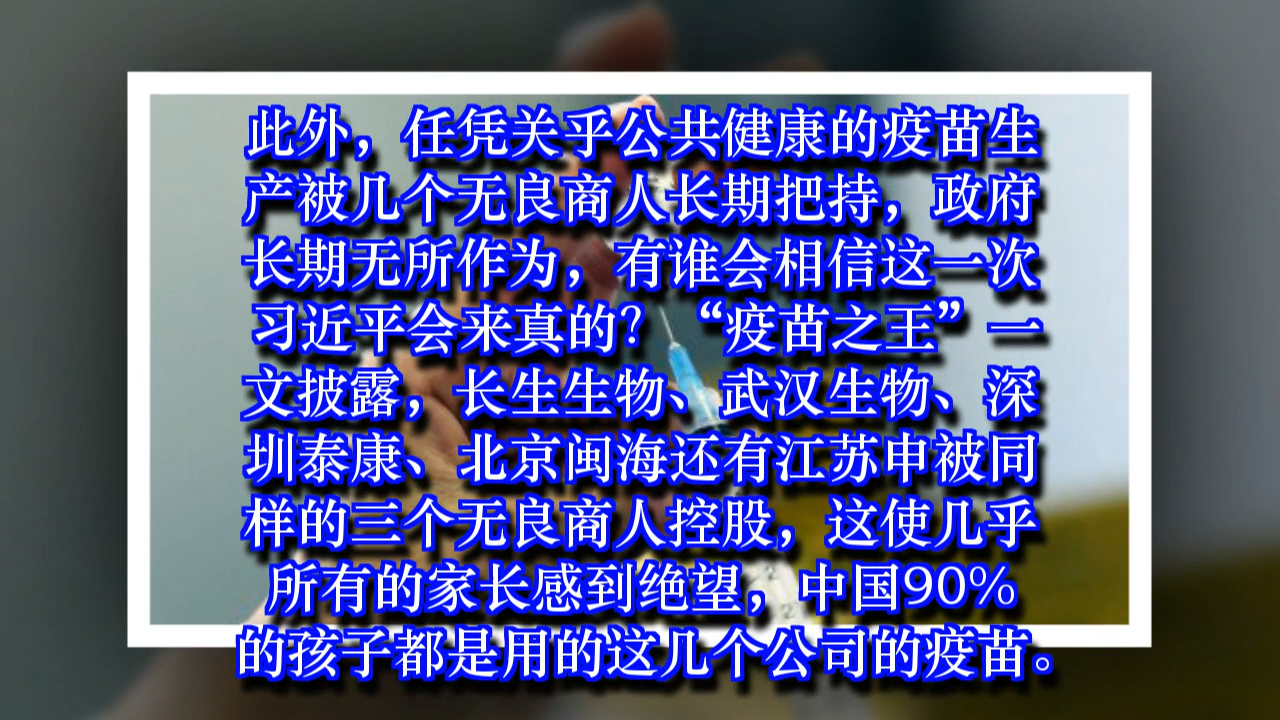 此外，任凭关乎公共健康的疫苗生
产被几个无良商人长期把持，政府
长期无所作为，有谁会相信这一次
习近平会来真的？“疫苗之王”一
文披露，长生生物、武汉生物、深
圳泰康、北京闽海还有江苏申被同
样的三个无良商人控股，这使几乎
所有的家长感到绝望，中国90%
的孩子都是用的这几个公司的疫苗。